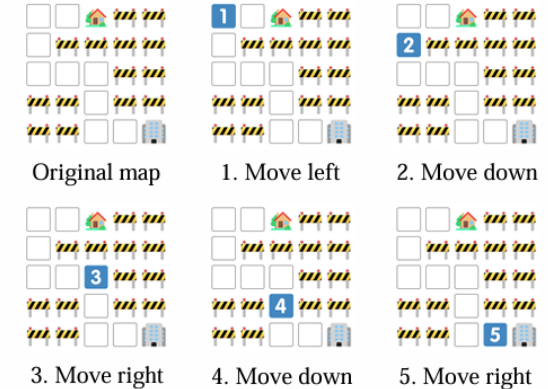 1
2
Original map
1. Move left
2. Move down
3
4
5
3. Move right
4. Move down
5. Move right